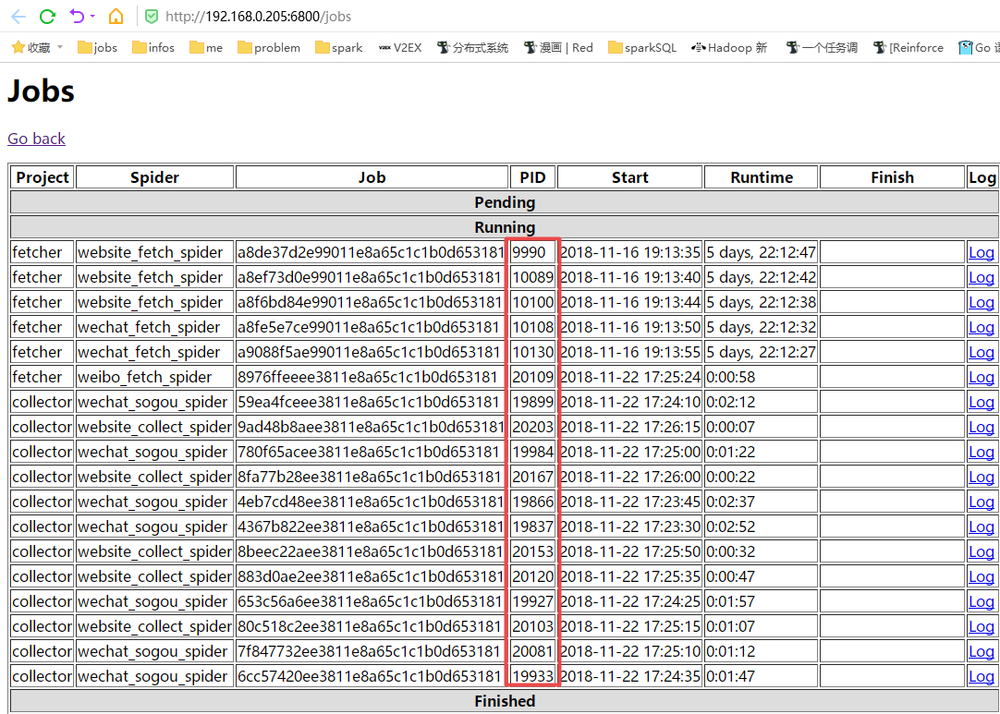 http://192.168.0.205:6800/jobs
收藏 jobs infos me problem spark V2EX 分布式系统 漫画 | Red sparkSQL Hadoop 新 一个任务调 [Reinforce Go 语
Jobs
Go back
Project Spider Job PID Start Runtime Finish Log
Pending
Running
fetcher website_fetch_spider a8de37d2e99011e8a65c1c1b0d653181 9990 2018-11-16 19:13:35 5 days, 22:12:47 Log
fetcher website_fetch_spider a8ef73d0e99011e8a65c1c1b0d653181 10089 2018-11-16 19:13:40 5 days, 22:12:42 Log
fetcher website_fetch_spider a8f6bd84e99011e8a65c1c1b0d653181 10100 2018-11-16 19:13:44 5 days, 22:12:38 Log
fetcher wechat_fetch_spider a8fe5e7ce99011e8a65c1c1b0d653181 10108 2018-11-16 19:13:50 5 days, 22:12:32 Log
fetcher wechat_fetch_spider a9088f5ae99011e8a65c1c1b0d653181 10130 2018-11-16 19:13:55 5 days, 22:12:27 Log
fetcher weibo_fetch_spider 8976ffeeee3811e8a65c1c1b0d653181 20109 2018-11-22 17:25:24 0:00:58 Log
collector wechat_sogou_spider 59ea4fceee3811e8a65c1c1b0d653181 19899 2018-11-22 17:24:10 0:02:12 Log
collector website_collect_spider 9ad48b8aee3811e8a65c1c1b0d653181 20203 2018-11-22 17:26:15 0:00:07 Log
collector wechat_sogou_spider 780f65acee3811e8a65c1c1b0d653181 19984 2018-11-22 17:25:00 0:01:22 Log
collector website_collect_spider 8fa77b28ee3811e8a65c1c1b0d653181 20167 2018-11-22 17:26:00 0:00:22 Log
collector wechat_sogou_spider 4eb7cd48ee3811e8a65c1c1b0d653181 19866 2018-11-22 17:23:45 0:02:37 Log
collector wechat_sogou_spider 4367b822ee3811e8a65c1c1b0d653181 19837 2018-11-22 17:23:30 0:02:52 Log
collector website_collect_spider 8beec22aee3811e8a65c1c1b0d653181 20153 2018-11-22 17:25:50 0:00:32 Log
collector website_collect_spider 883d0ae2ee3811e8a65c1c1b0d653181 20120 2018-11-22 17:25:35 0:00:47 Log
collector wechat_sogou_spider 653c56a6ee3811e8a65c1c1b0d653181 19927 2018-11-22 17:24:25 0:01:57 Log
collector website_collect_spider 80c518c2ee3811e8a65c1c1b0d653181 20103 2018-11-22 17:25:15 0:01:07 Log
collector wechat_sogou_spider 7f847732ee3811e8a65c1c1b0d653181 20081 2018-11-22 17:25:10 0:01:12 Log
collector wechat_sogou_spider 6cc57420ee3811e8a65c1c1b0d653181 19933 2018-11-22 17:24:35 0:01:47 Log
Finished